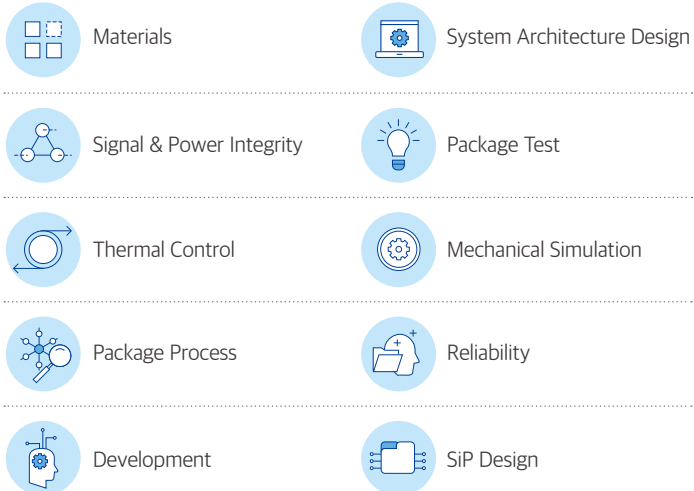 Materials
System Architecture Design
Signal & Power Integrity
Package Test
Thermal Control
Mechanical Simulation
Package Process
Reliability
Development
SiP Design